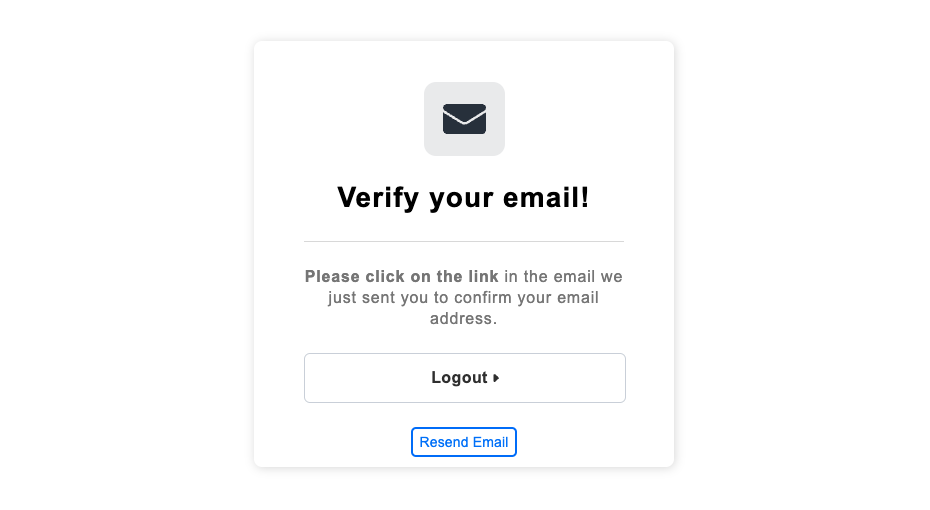 Verify your email!
Please click on the link in the email we
just sent you to confirm your email
address.
Logout
Resend Email